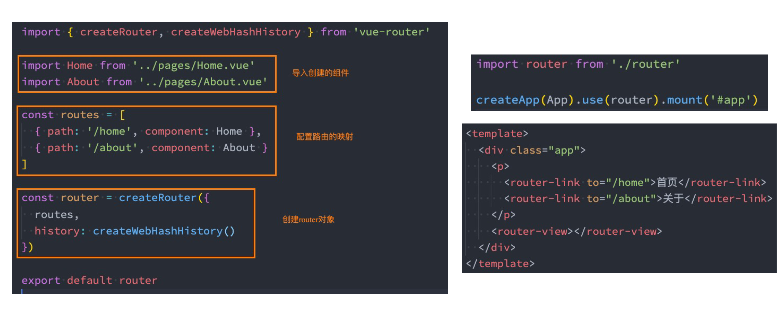 import { createRouter, createWebHashHistory } from 'vue-router'
import Home from '../pages/Home.vue'
import About from '../pages/About.vue'
导入创建的组件
const routes = [
{ path: '/home', component: Home },
{ path: '/about', component: About }
]
配置路由的映射
const router = createRouter({
routes,
history: createWebHashHistory()
})
创建router对象
export default router
import router from './router'
createApp(App).use(router).mount('#app')
<template>
<div class="app">
<p>
<router-link to="/home">首页</router-link>
<router-link to="/about">关于</router-link>
</p>
<router-view></router-view>
</div>
</template>